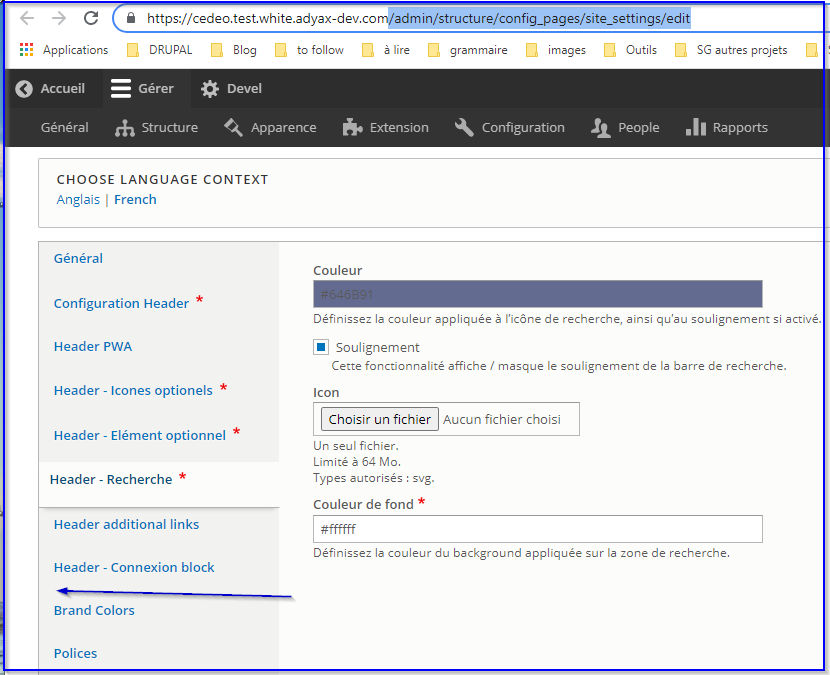 https://cedeo.test.white.adyax-dev.com/admin/structure/config_pages/site_settings/edit
Applications DRUPAL Blog to follow à lire grammaire images Outils SG autres projets
Accueil Gérer Devel
Général Structure Apparence Extension Configuration People Rapports
CHOOSE LANGUAGE CONTEXT
Anglais | French
Général
Configuration Header *
Header PWA
Header - Icones optionels *
Header - Elément optionnel *
Header - Recherche *
Header additional links
Header - Connexion block
Brand Colors
Polices
Couleur
#646B91
Définissez la couleur appliquée à l'icône de recherche, ainsi qu'au soulignement si activé.
Soulignement
Cette fonctionnalité affiche / masque le soulignement de la barre de recherche.
Icon
Choisir un fichier Aucun fichier choisi
Un seul fichier.
Limité à 64 Mo.
Types autorisés : svg.
Couleur de fond *
#ffffff
Définissez la couleur du background appliquée sur la zone de recherche.